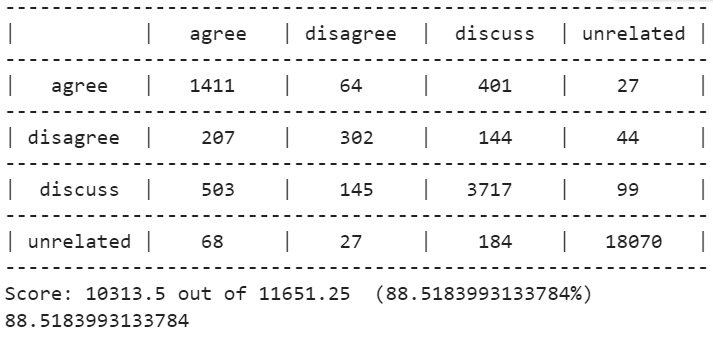 -----------------------------------------------------------
|           |   agree   | disagree  |  discuss  | unrelated |
-----------------------------------------------------------
|   agree   |   1411    |    64     |    401    |    27     |
-----------------------------------------------------------
| disagree  |    207    |    302    |    144    |    44     |
-----------------------------------------------------------
|  discuss  |    503    |    145    |   3717    |    99     |
-----------------------------------------------------------
| unrelated |    68     |    27     |    184    |   18070   |
-----------------------------------------------------------
Score: 10313.5 out of 11651.25  (88.5183993133784%)
88.5183993133784